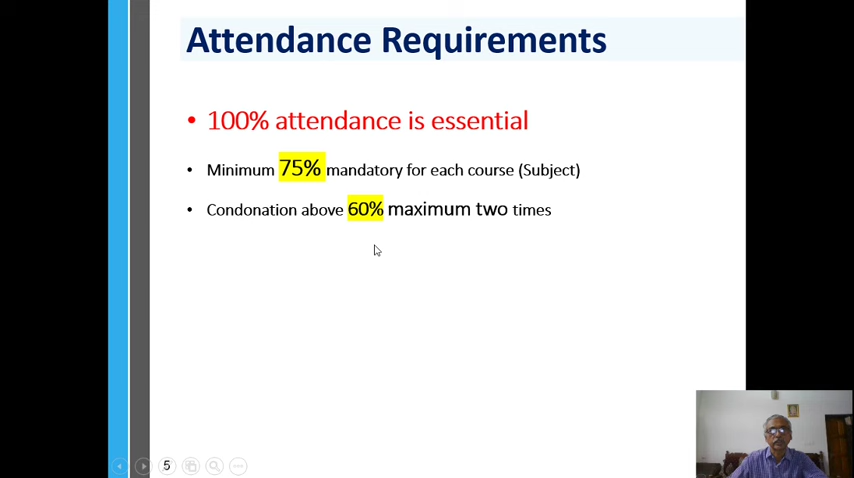 Attendance Requirements
• 100% attendance is essential
• Minimum 75% mandatory for each course (Subject)
• Condonation above 60% maximum two times
5